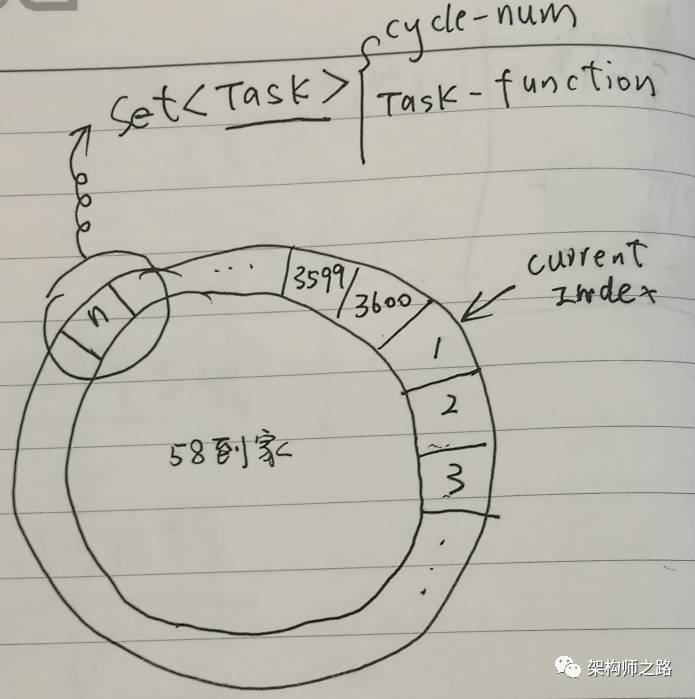 cycle-num
Set<Task>
Task-function
current
Index
...
3599
3600
1
2
...
3
n
58到家
架构师之路